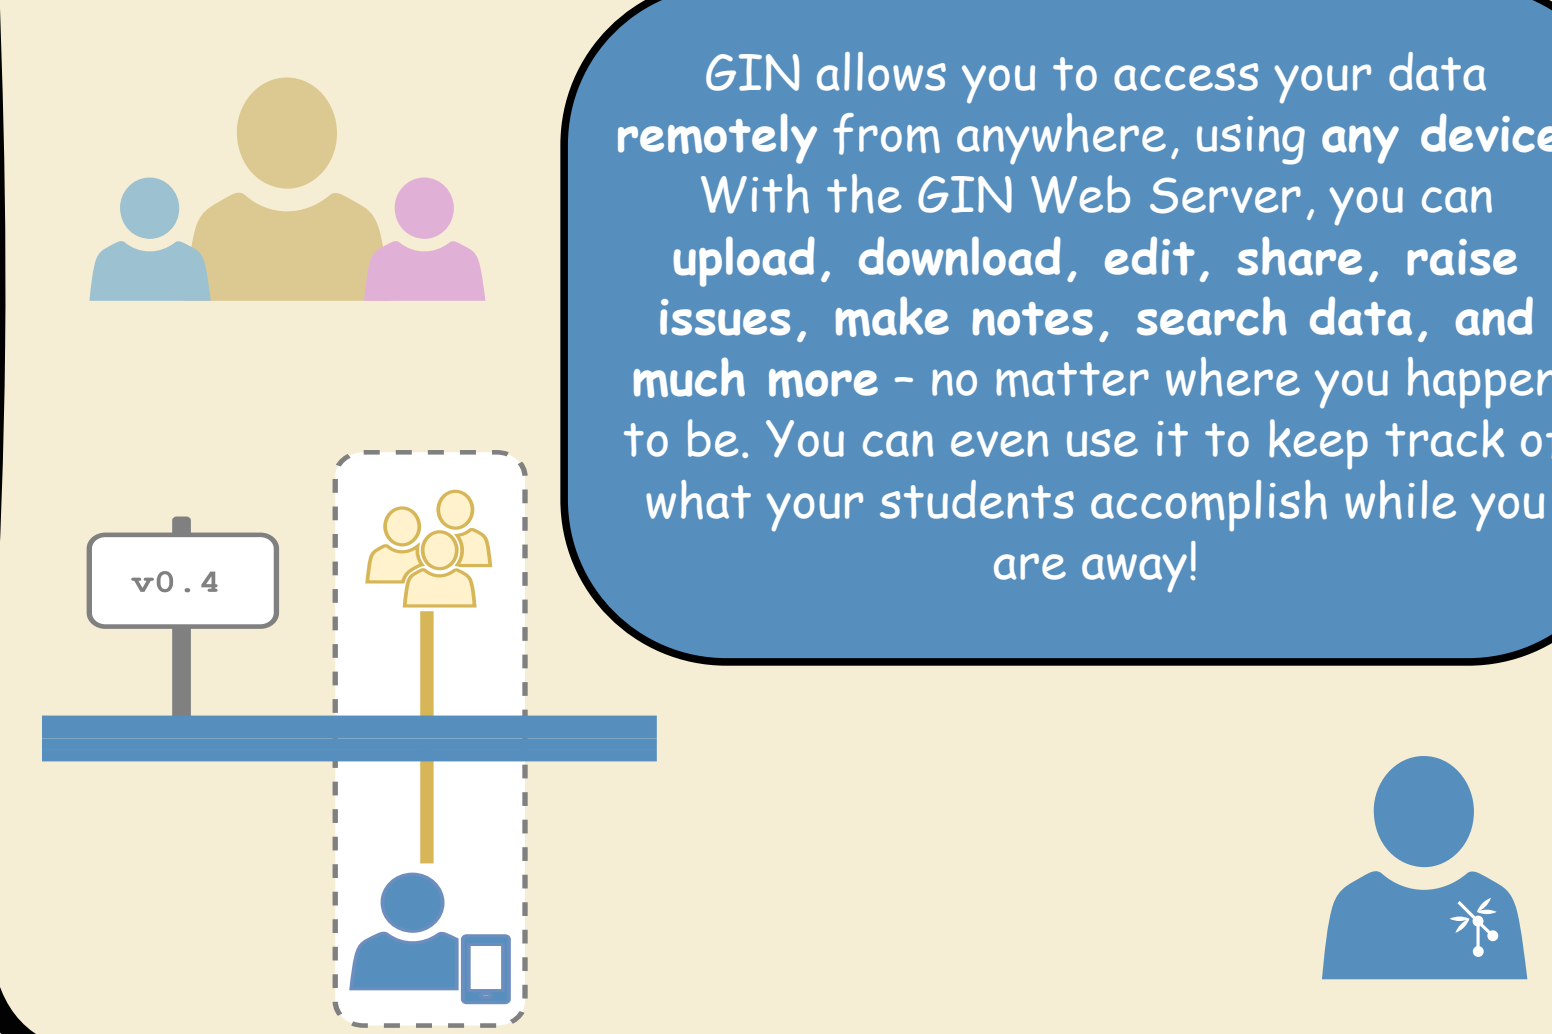 GIN allows you to access your data
remotely from anywhere, using any device
With the GIN Web Server, you can
upload, download, edit, share, raise
issues, make notes, search data, and
much more – no matter where you happen
to be. You can even use it to keep track of
what your students accomplish while you
are away!
v0.4